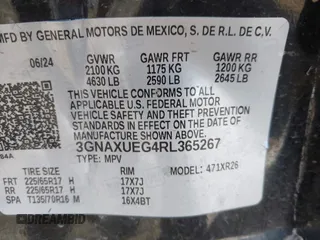 MFD BY GENERAL MOTORS DE MEXICO, S. DE R.L. DE C.V.
06/24 GVWR GAWR FRT GAWR RR
2100 KG 1175 KG 1200 KG
4630 LB 2590 LB 2645 LB
THIS VEHICLE CONFORMS TO ALL
APPLICABLE U.S. FEDERAL MOTOR
VEHICLE SAFETY, BUMPER, AND
THEFT PREVENTION STANDARDS IN
EFFECT ON THE DATE OF
MANUFACTURE SHOWN ABOVE.
3GNAXUEG4RL365267
TYPE: MPV MODEL: 471XR26
TIRE SIZE RIM
FRT 225/65R17 H 17X7J
RR 225/65R17 H 17X7J
SPA T135/70R16 M 16X4BT
DREAMBID